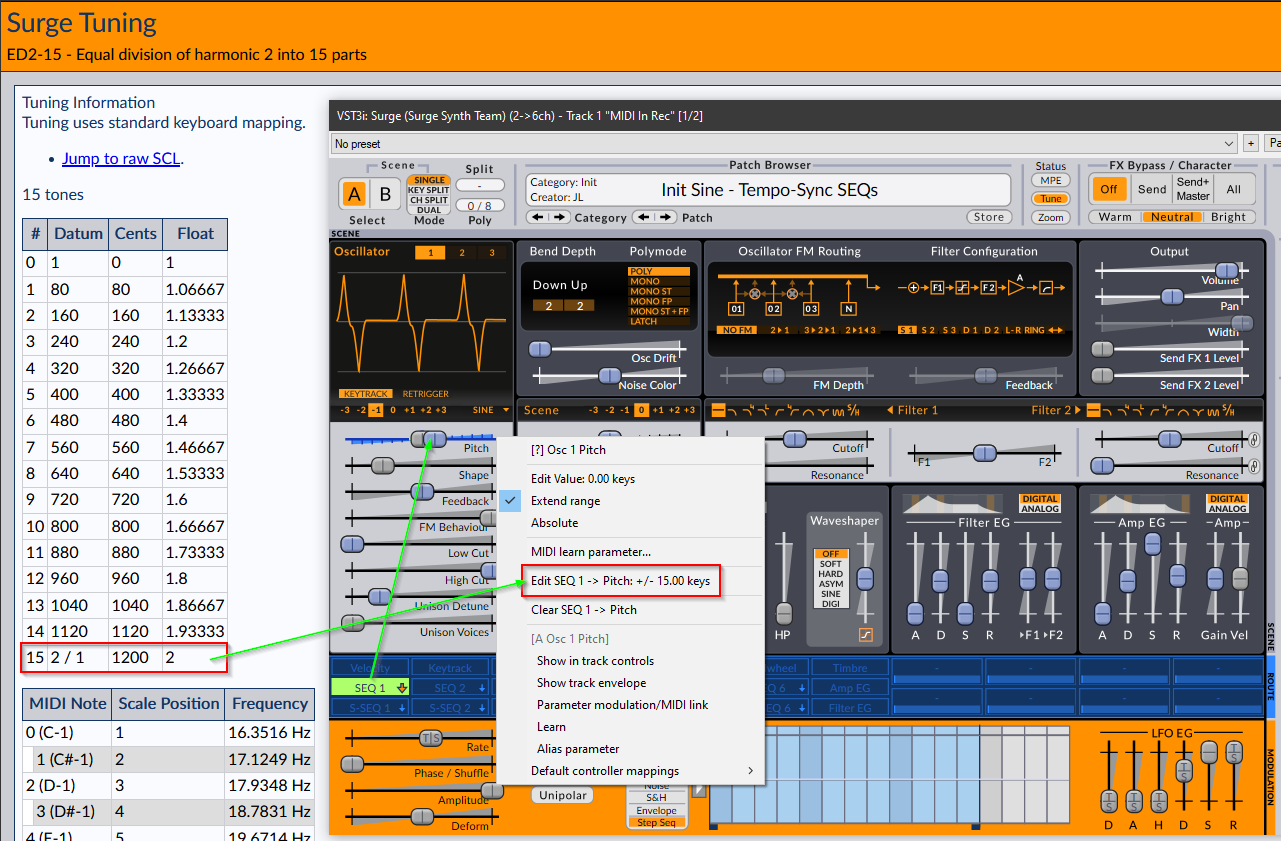 Surge Tuning
ED2-15 - Equal division of harmonic 2 into 15 parts
Tuning Information
Tuning uses standard keyboard mapping.
• Jump to raw SCL.
15 tones
# Datum Cents Float
0 1 0 1
1 80 80 1.06667
2 160 160 1.13333
3 240 240 1.2
4 320 320 1.26667
5 400 400 1.33333
6 480 480 1.4
7 560 560 1.46667
8 640 640 1.53333
9 720 720 1.6
10 800 800 1.66667
11 880 880 1.73333
12 960 960 1.8
13 1040 1040 1.86667
14 1120 1120 1.93333
15 2 / 1 1200 2
MIDI Note Scale Position Frequency
0 (C-1) 1 16.3516 Hz
1 (C#-1) 2 17.1249 Hz
2 (D-1) 3 17.9348 Hz
3 (D#-1) 4 18.7831 Hz
4 (E-1) 5 19.6714 Hz
VST3i: Surge (Surge Synth Team) (2->6ch) - Track 1 "MIDI In Rec" [1/2]
No preset
+
Pa
Scene
A B
Select
SINGLE
KEY SPLIT
CH SPLIT
DUAL
Mode
Split
-
0 / 8
Poly
Patch Browser
Category: Init
Creator: JL
Init Sine - Tempo-Sync SEQs
Category
Patch
Store
Status
MPE
Tune
Zoom
FX Bypass / Character
Off
Send
Send+
Master
All
Warm Neutral Bright
SCENE
Oscillator 1 2 3
KEYTRACK RETRIGGER
-3 -2 -1 0 +1 +2 +3 SINE
Bend Depth
Down Up
2 2
Polymode
POLY
MONO
MONO ST
MONO FP
MONO ST+FP
LATCH
Osc Drift
Noise Color
Scene -3 -2 -1 0 +1 +2 +3
Oscillator FM Routing
01 02 03 N
NO FM 2▸1 3▸2▸1 2▸1◂3
FM Depth
Filter Configuration
F1 F2 A
S 1 S 2 S 3 D 1 D 2 L-R RING
Feedback
Filter 1
Filter 2
S/H
S/H
Output
Volume
Pan
Width
Send FX 1 Level
Send FX 2 Level
Pitch
Shape
Feedback
FM Behaviour
Low Cut
High Cut
Unison Detune
Unison Voices
[?] Osc 1 Pitch
Edit Value: 0.00 keys
Extend range
Absolute
MIDI learn parameter...
Edit SEQ 1 -> Pitch: +/- 15.00 keys
Clear SEQ 1 -> Pitch
[A Osc 1 Pitch]
Show in track controls
Show track envelope
Parameter modulation/MIDI link
Learn
Alias parameter
Default controller mappings
Cutoff
Resonance
F1 F2
Cutoff
Resonance
HP
Waveshaper
OFF
SOFT
HARD
ASYM
SINE
DIGI
DIGITAL
ANALOG
Filter EG
A D S R ▸F1 ▸F2
DIGITAL
ANALOG
Amp EG
Amp
A D S R Gain Vel
SCENE
ROUTE
MODULATION
Velocity Keytrack wheel Timbre
SEQ 1 SEQ 2 Q 6 Amp EG
S-SEQ 1 S-SEQ 2 EQ 6 Filter EG
Rate
Phase / Shuffle
Amplitude
Deform
T|S
Unipolar
Noise
S&H
Envelope
Step Seq
LFO EG
D A H D S R